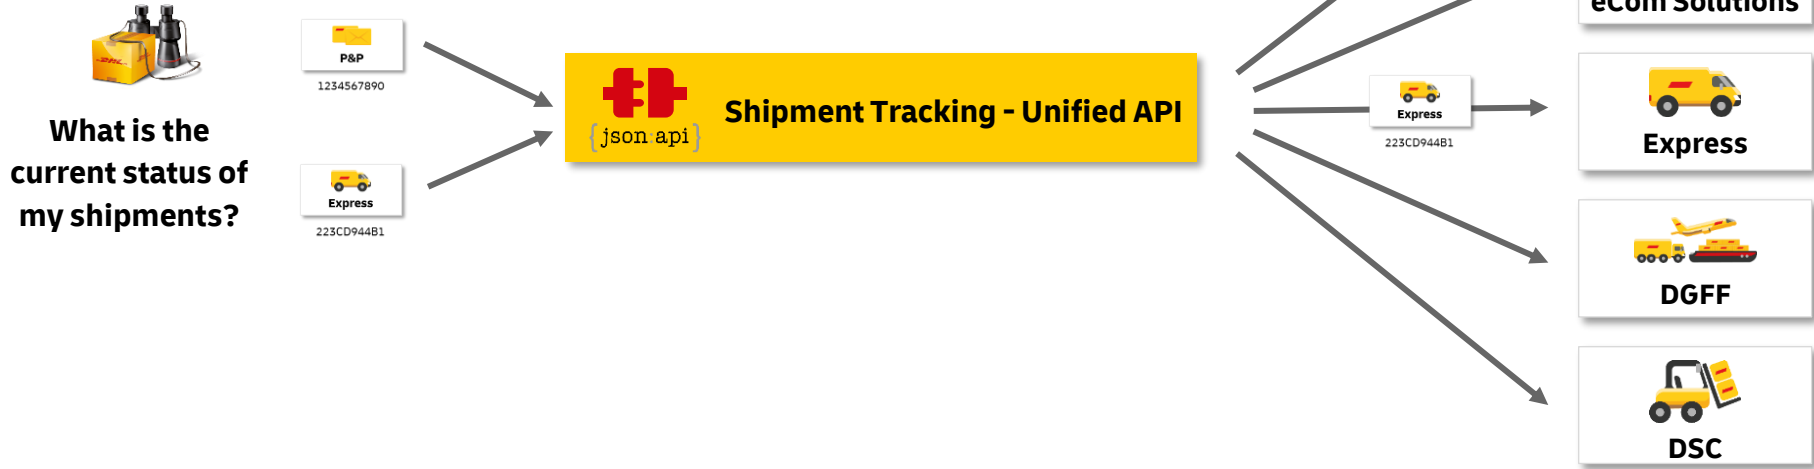 What is the
current status of
my shipments?
P&P
1234567890
Express
223CD944B1
{json:api}
Shipment Tracking - Unified API
Express
223CD944B1
eCom Solutions
Express
DGFF
DSC